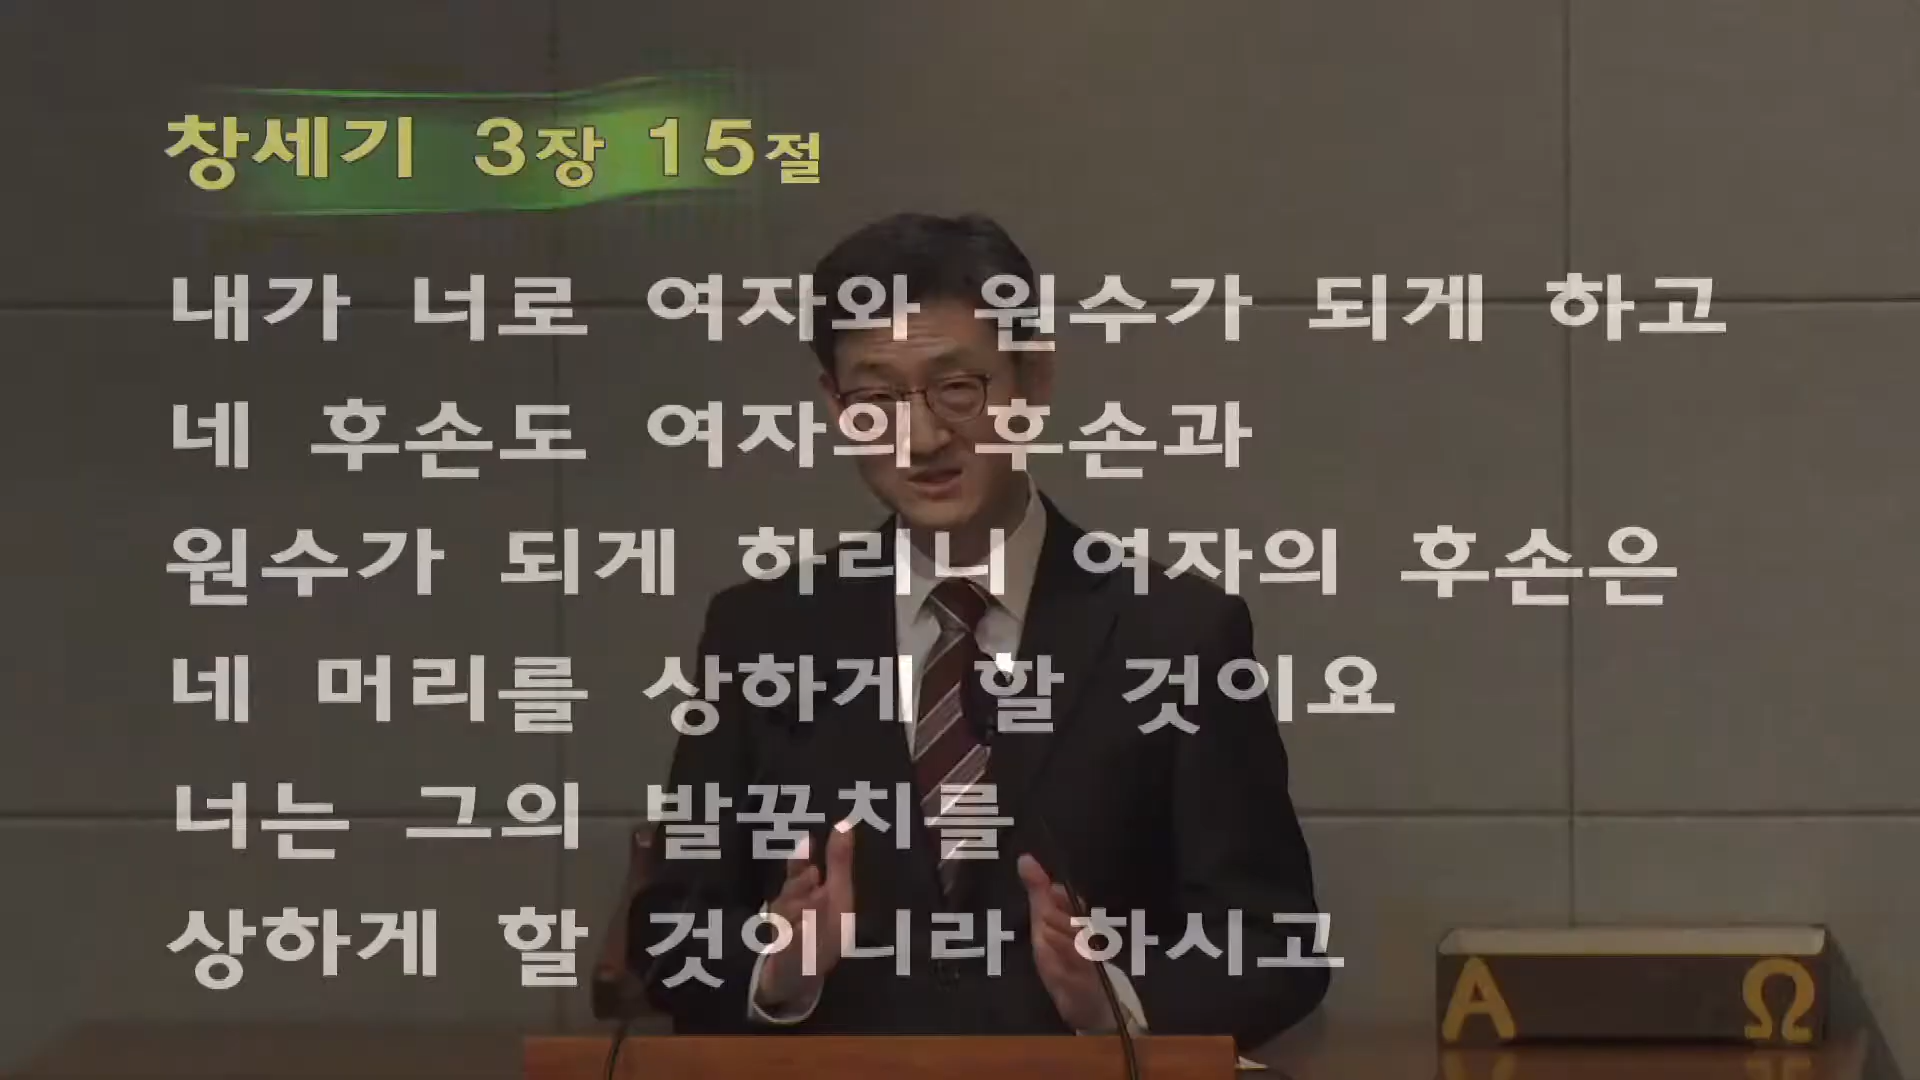 창세기 3장 15절
내가 너로 여자와 원수가 되게 하고
네 후손도 여자의 후손과
원수가 되게 하리니 여자의 후손은
네 머리를 상하게 할 것이요
너는 그의 발꿈치를
상하게 할 것이니라 하시고
Α Ω